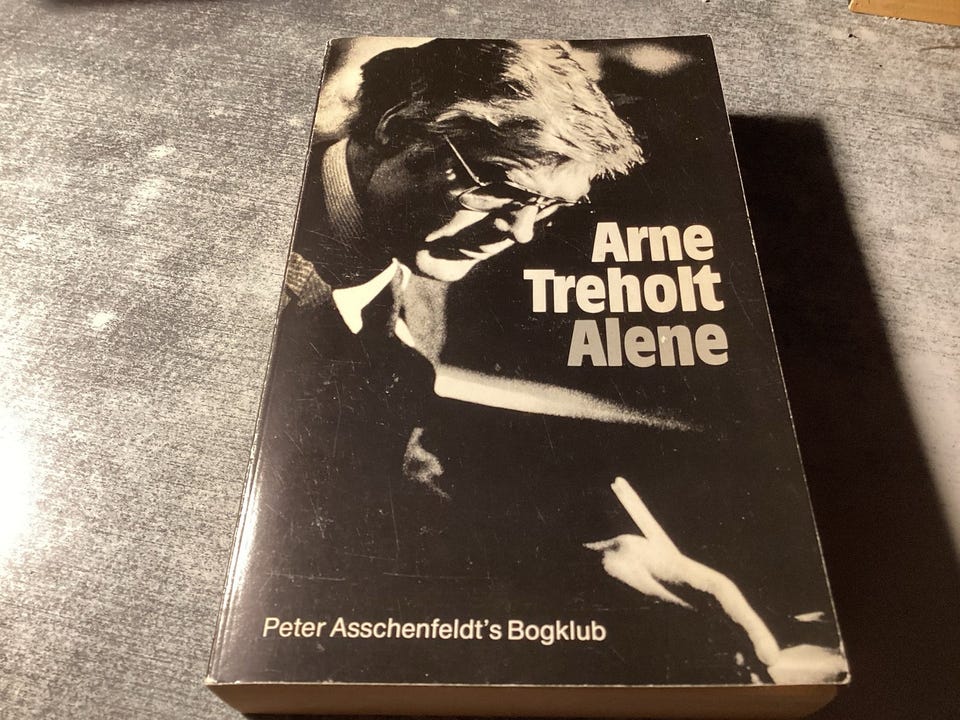 Arne
Treholt
Alene
Peter Asschenfeldt's Bogklub